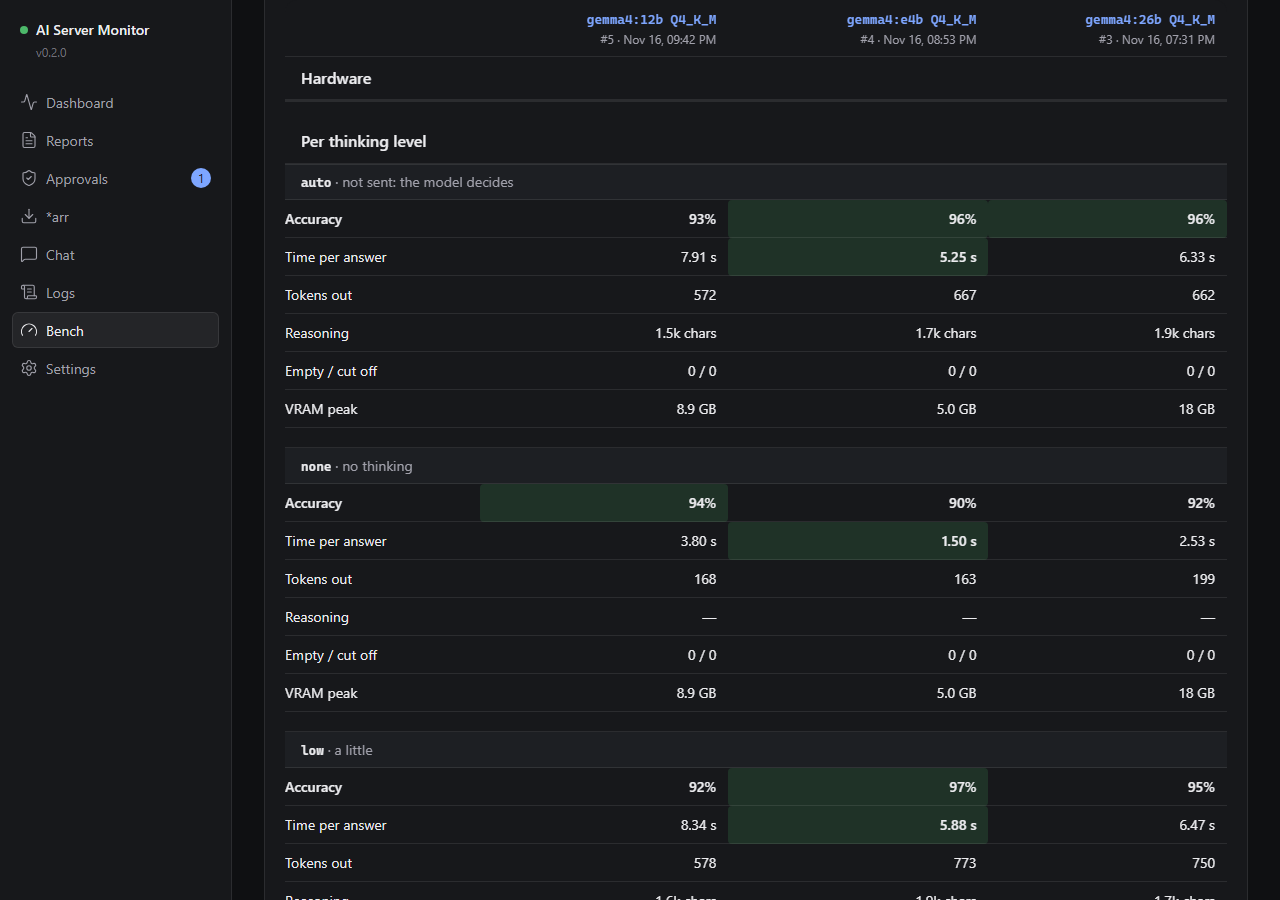 AI Server Monitor
v0.2.0
Dashboard
Reports
Approvals 1
*arr
Chat
Logs
Bench
Settings
gemma4:12b Q4_K_M gemma4:e4b Q4_K_M gemma4:26b Q4_K_M
#5 · Nov 16, 09:42 PM #4 · Nov 16, 08:53 PM #3 · Nov 16, 07:31 PM
Hardware
Per thinking level
auto · not sent: the model decides
Accuracy 93% 96% 96%
Time per answer 7.91 s 5.25 s 6.33 s
Tokens out 572 667 662
Reasoning 1.5k chars 1.7k chars 1.9k chars
Empty / cut off 0 / 0 0 / 0 0 / 0
VRAM peak 8.9 GB 5.0 GB 18 GB
none · no thinking
Accuracy 94% 90% 92%
Time per answer 3.80 s 1.50 s 2.53 s
Tokens out 168 163 199
Reasoning — — —
Empty / cut off 0 / 0 0 / 0 0 / 0
VRAM peak 8.9 GB 5.0 GB 18 GB
low · a little
Accuracy 92% 97% 95%
Time per answer 8.34 s 5.88 s 6.47 s
Tokens out 578 773 750
Reasoning